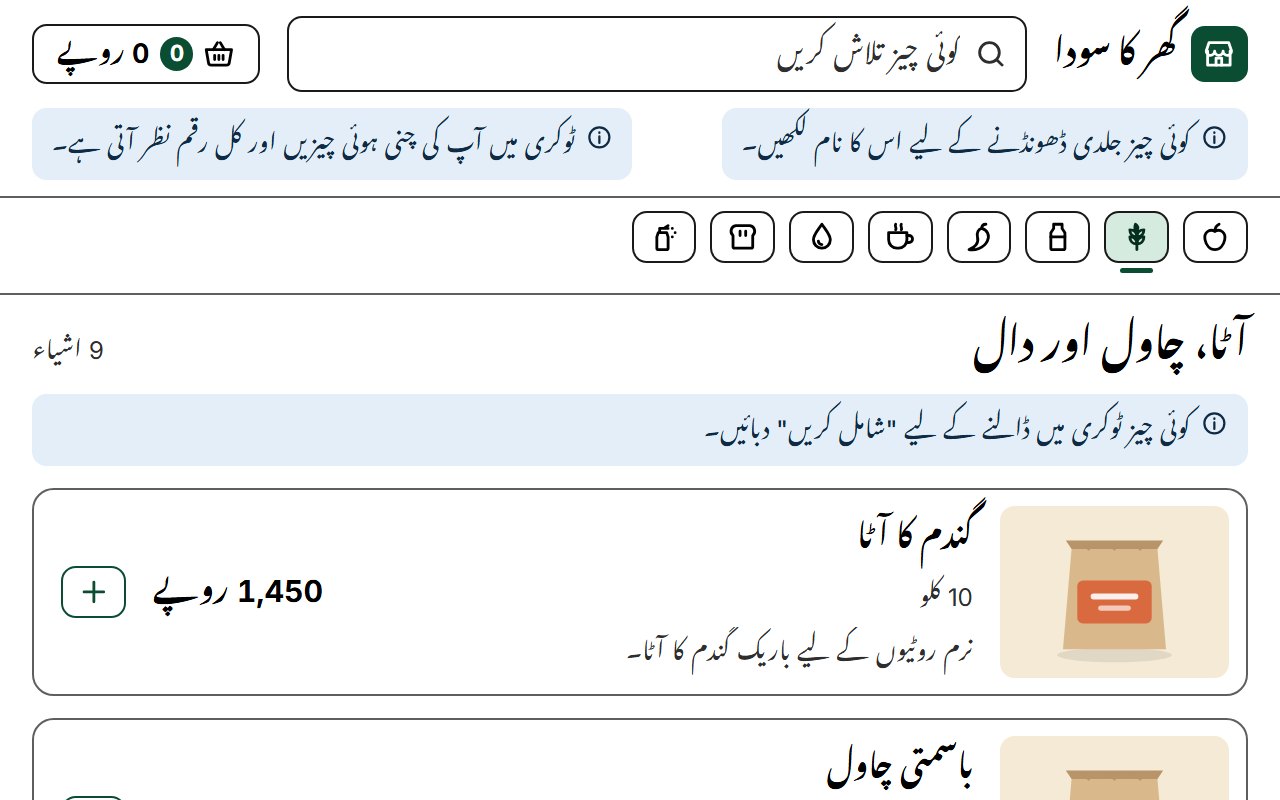 گھر کا سودا
کوئی چیز تلاش کریں
0
0 روپے
کوئی چیز جلدی ڈھونڈنے کے لیے اس کا نام لکھیں۔
ٹوکری میں آپ کی چنی ہوئی چیزیں اور کل رقم نظر آتی ہے۔
آٹا، چاول اور دال
9 اشیاء
کوئی چیز ٹوکری میں ڈالنے کے لیے "شامل کریں" دبائیں۔
گندم کا آٹا
10 کلو
نرم روٹیوں کے لیے باریک گندم کا آٹا۔
1,450 روپے
باسمتی چاول